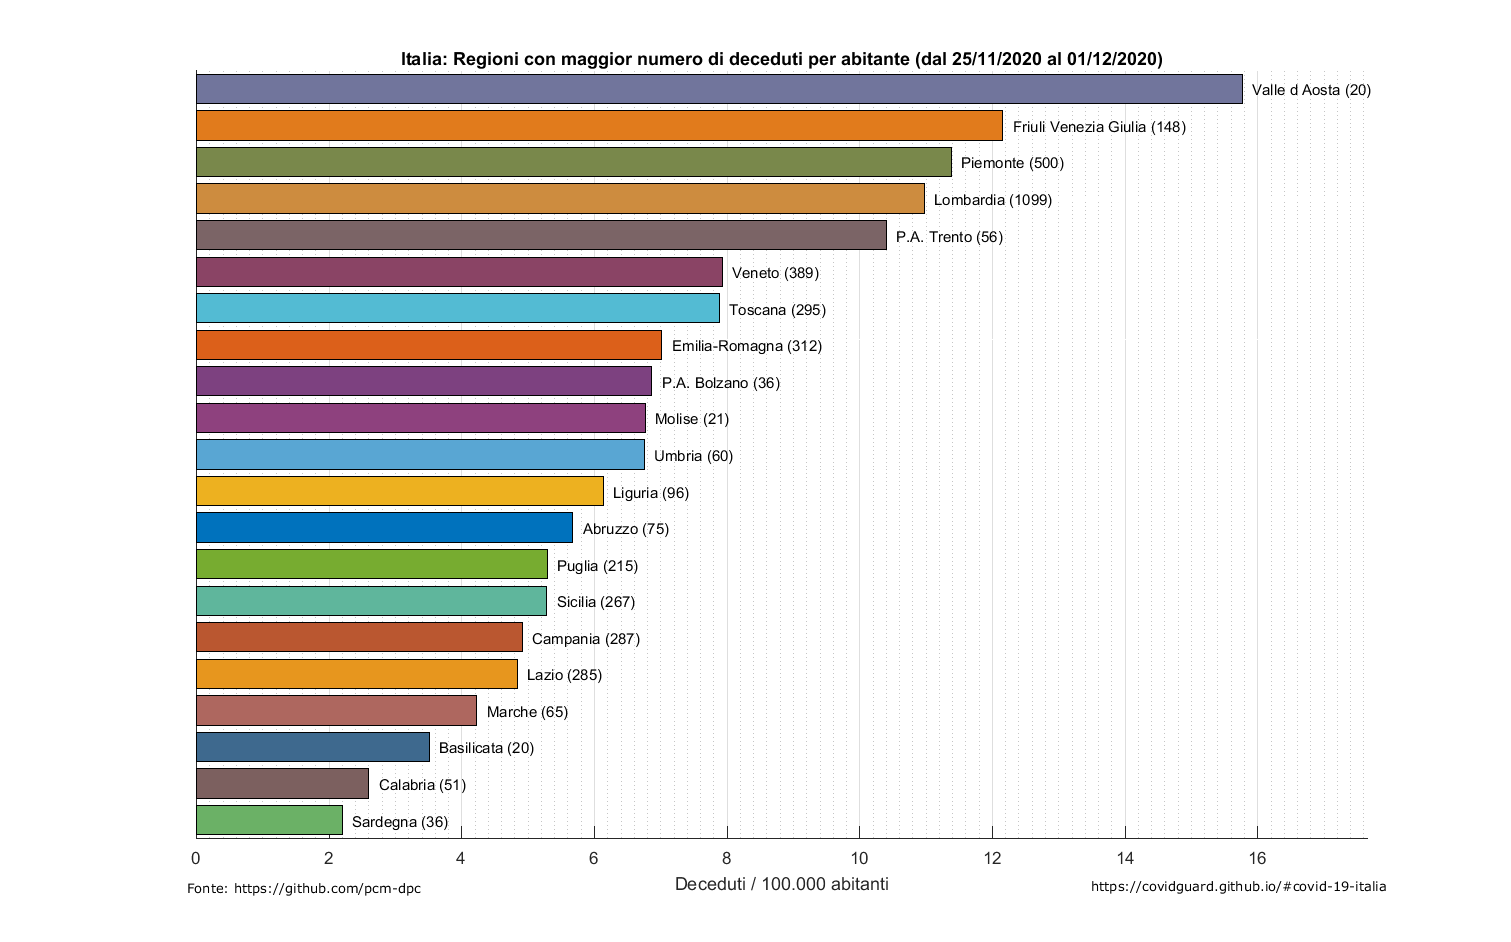 Italia: Regioni con maggior numero di deceduti per abitante (dal 25/11/2020 al 01/12/2020)
Valle d Aosta (20)
Friuli Venezia Giulia (148)
Piemonte (500)
Lombardia (1099)
P.A. Trento (56)
Veneto (389)
Toscana (295)
Emilia-Romagna (312)
P.A. Bolzano (36)
Molise (21)
Umbria (60)
Liguria (96)
Abruzzo (75)
Puglia (215)
Sicilia (267)
Campania (287)
Lazio (285)
Marche (65)
Basilicata (20)
Calabria (51)
Sardegna (36)
0 2 4 6 8 10 12 14 16
Deceduti / 100.000 abitanti
Fonte: https://github.com/pcm-dpc
https://covidguard.github.io/#covid-19-italia